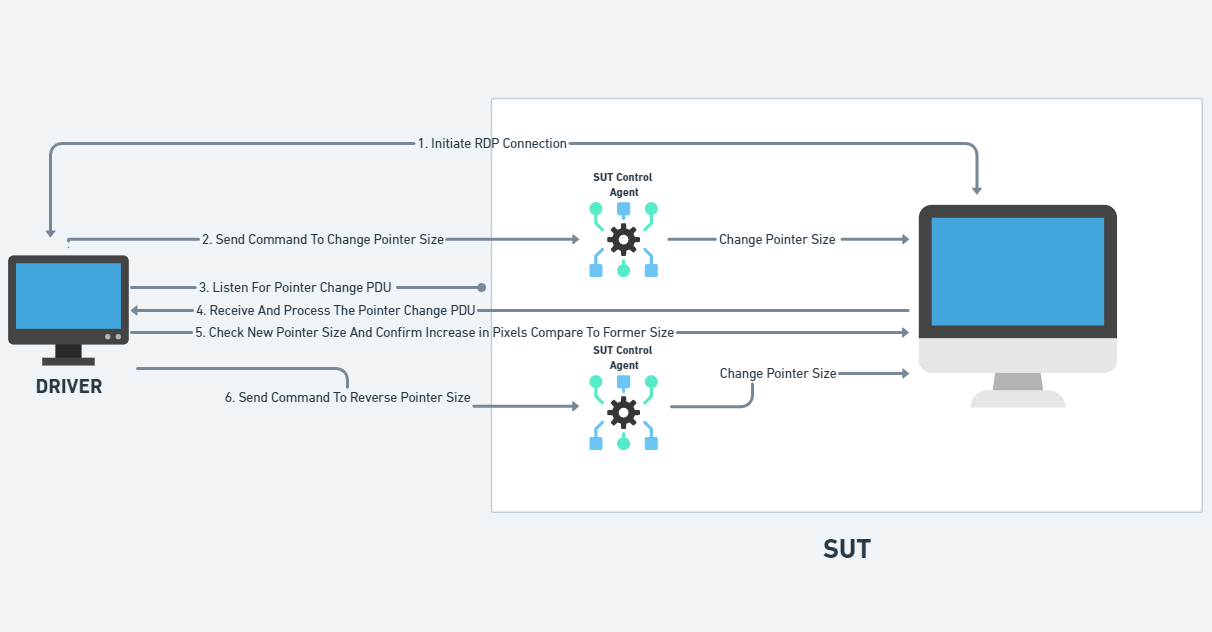 1. Initiate RDP Connection
SUT Control
Agent
2. Send Command To Change Pointer Size
Change Pointer Size
3. Listen For Pointer Change PDU
4. Receive And Process The Pointer Change PDU
5. Check New Pointer Size And Confirm Increase in Pixels Compare To Former Size
SUT Control
Agent
Change Pointer Size
DRIVER
6. Send Command To Reverse Pointer Size
SUT